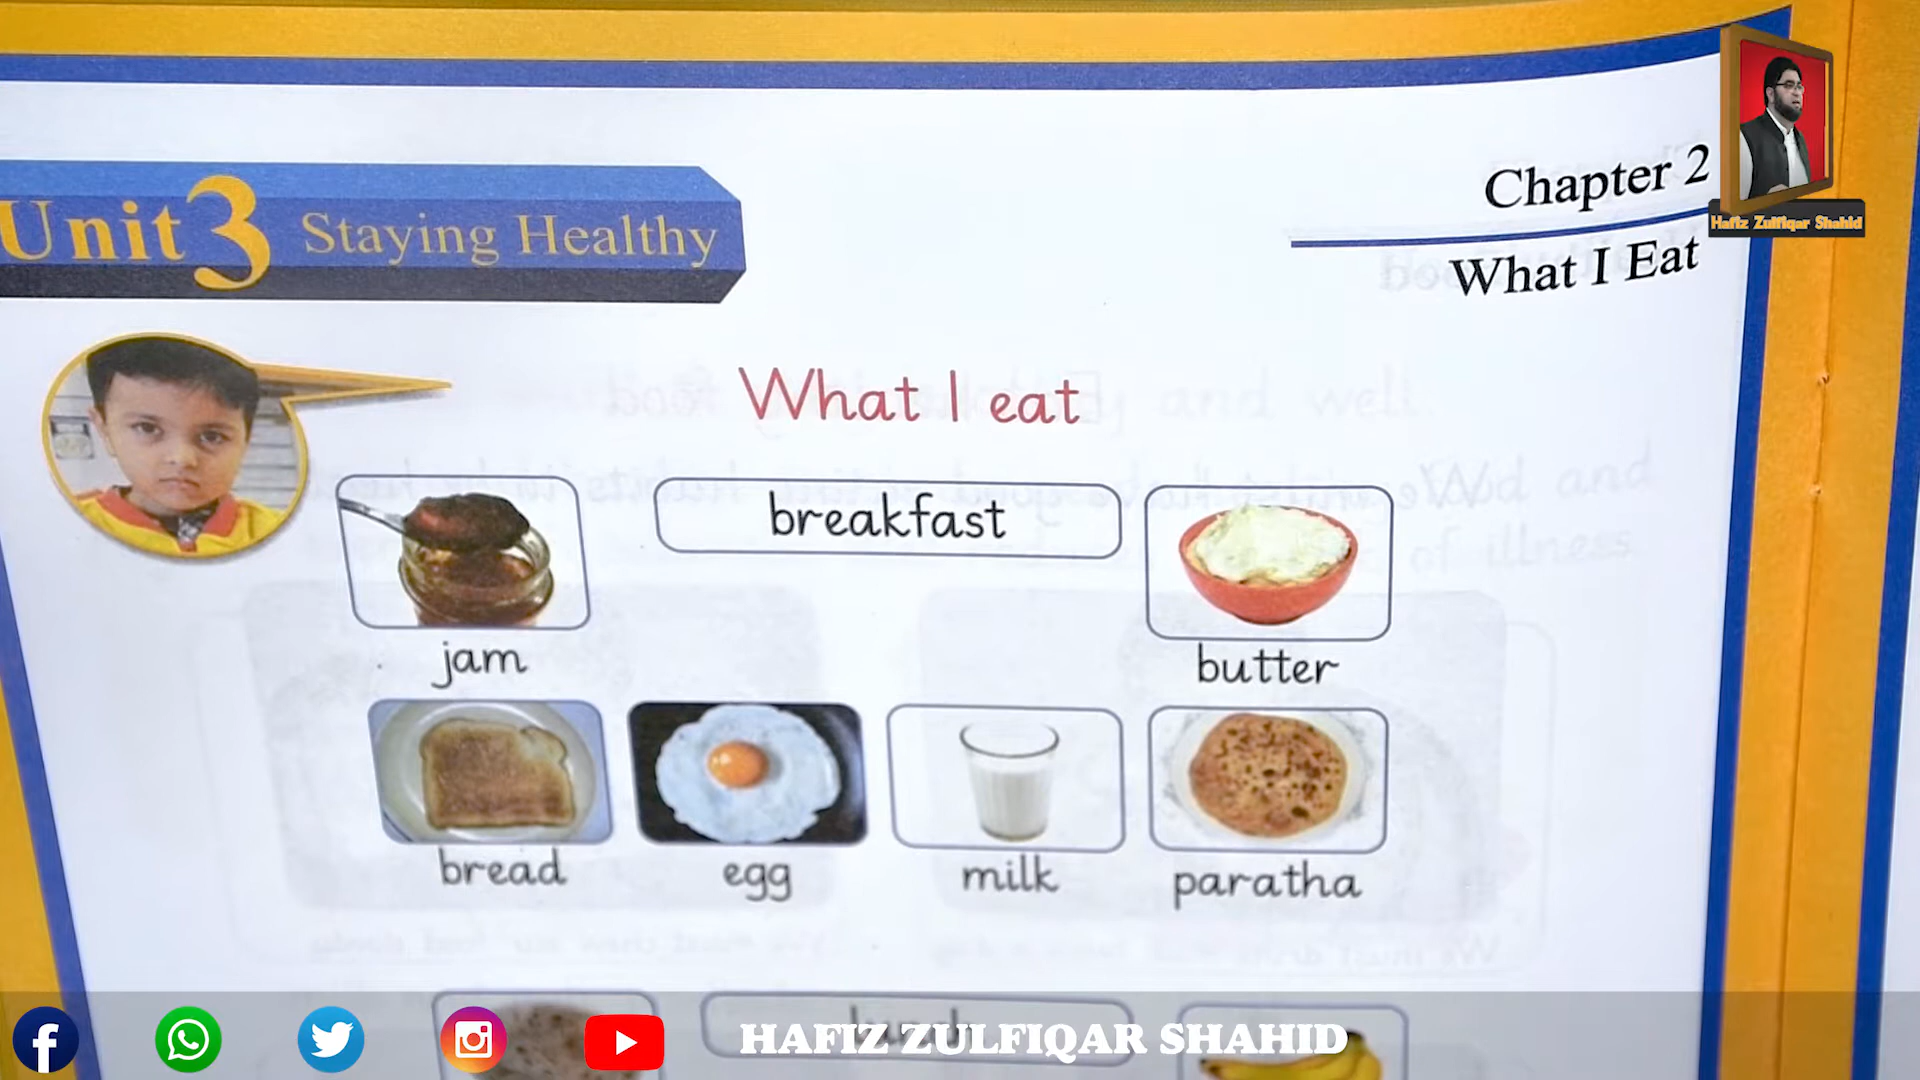 Unit 3 Staying Healthy
Chapter 2
What I Eat
Hafiz Zulfiqar Shahid
What I eat
breakfast
jam
butter
bread
egg
milk
paratha
lunch
HAFIZ ZULFIQAR SHAHID